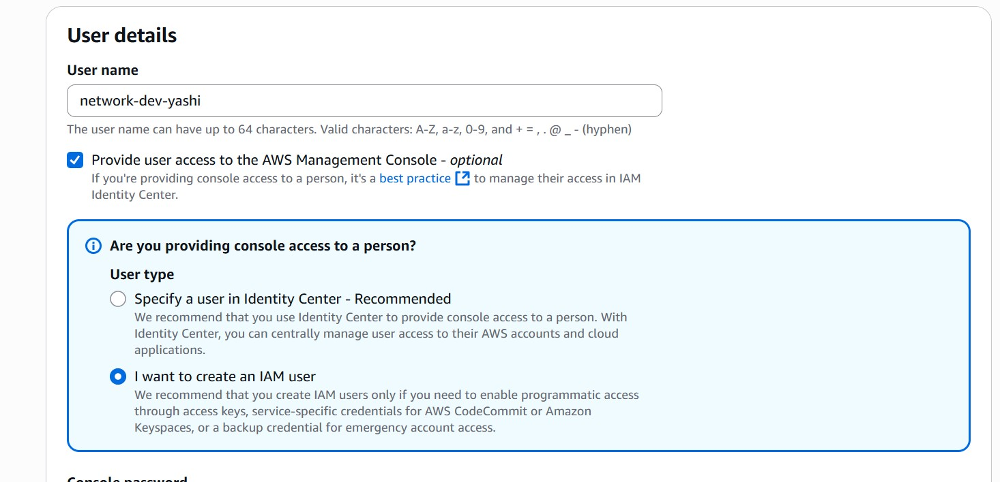 User details
User name
network-dev-yashi
The user name can have up to 64 characters. Valid characters: A-Z, a-z, 0-9, and + = , . @ _ - (hyphen)
Provide user access to the AWS Management Console - optional
If you're providing console access to a person, it's a best practice to manage their access in IAM
Identity Center.
Are you providing console access to a person?
User type
Specify a user in Identity Center - Recommended
We recommend that you use Identity Center to provide console access to a person. With
Identity Center, you can centrally manage user access to their AWS accounts and cloud
applications.
I want to create an IAM user
We recommend that you create IAM users only if you need to enable programmatic access
through access keys, service-specific credentials for AWS CodeCommit or Amazon
Keyspaces, or a backup credential for emergency account access.
Console password